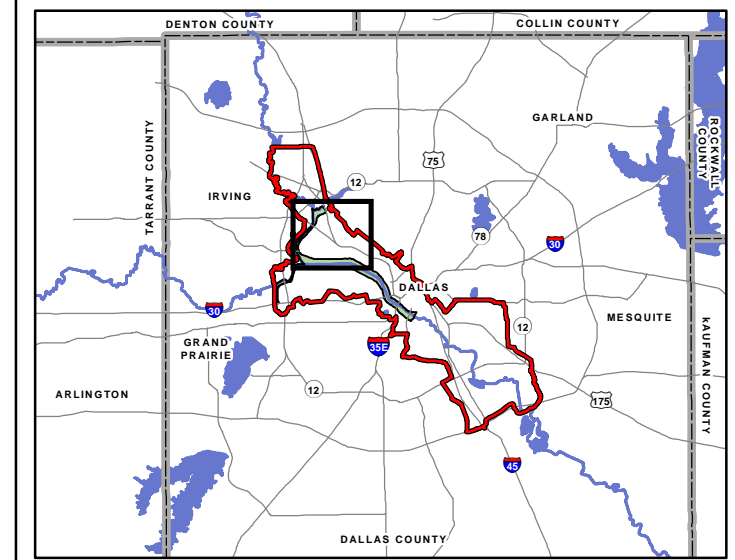 DENTON COUNTY
COLLIN COUNTY
TARRANT COUNTY
ROCKWALL
COUNTY
GARLAND
75
12
IRVING
78
30
DALLAS
30
MESQUITE
12
GRAND
PRAIRIE
35E
KAUFMAN COUNTY
ARLINGTON
12
175
45
DALLAS COUNTY